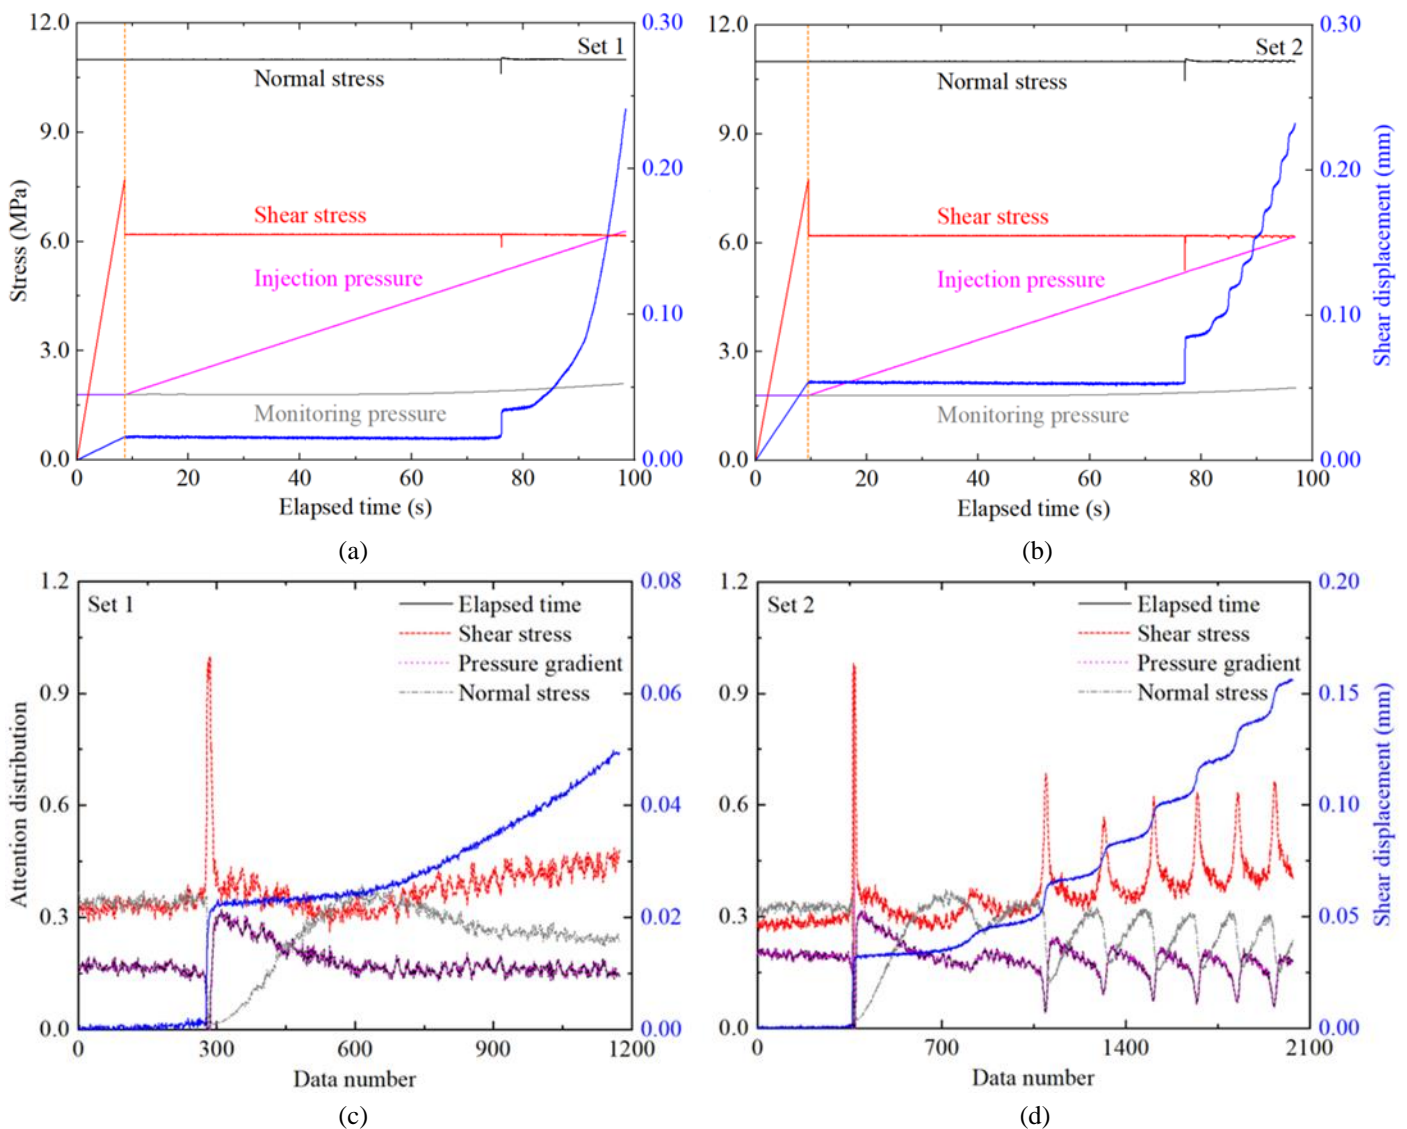 12.0
9.0
6.0
3.0
0.0
Stress (MPa)
Set 1
Normal stress
Shear stress
Injection pressure
Monitoring pressure
0.30
0.20
0.10
0.00
0
20
40
60
80
100
Elapsed time (s)
(a)
12.0
9.0
6.0
3.0
0.0
Set 2
Normal stress
Shear stress
Injection pressure
Monitoring pressure
0.30
0.20
0.10
0.00
Shear displacement (mm)
0
20
40
60
80
100
Elapsed time (s)
(b)
1.2
0.9
0.6
0.3
0.0
Attention distribution
Set 1
Elapsed time
Shear stress
Pressure gradient
Normal stress
0.08
0.06
0.04
0.02
0.00
0
300
600
900
1200
Data number
(c)
1.2
0.9
0.6
0.3
0.0
Set 2
Elapsed time
Shear stress
Pressure gradient
Normal stress
0.20
0.15
0.10
0.05
0.00
Shear displacement (mm)
0
700
1400
2100
Data number
(d)